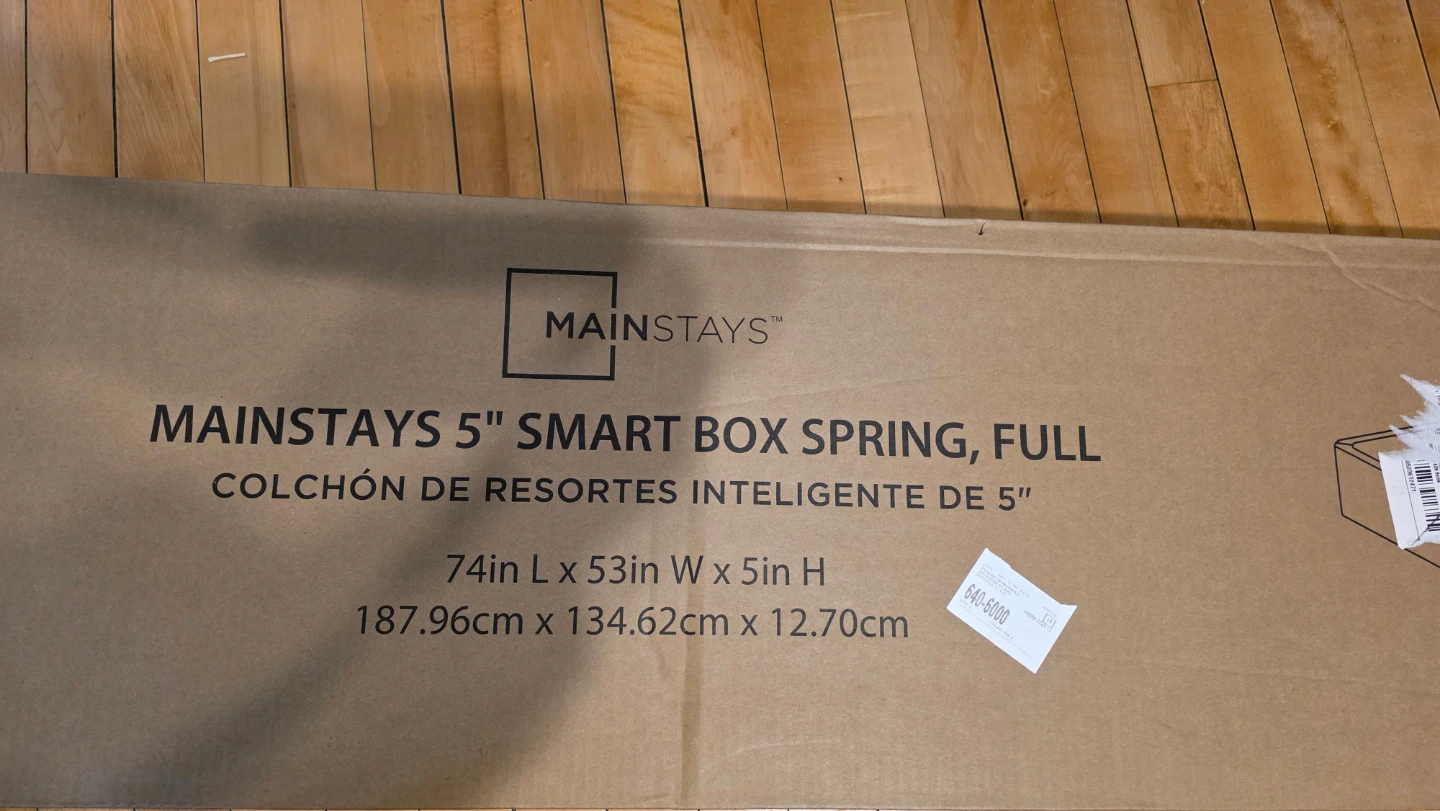 MAINSTAYS™
MAINSTAYS 5" SMART BOX SPRING, FULL
COLCHÓN DE RESORTES INTELIGENTE DE 5"
74in L x 53in W x 5in H
187.96cm x 134.62cm x 12.70cm
640-6000